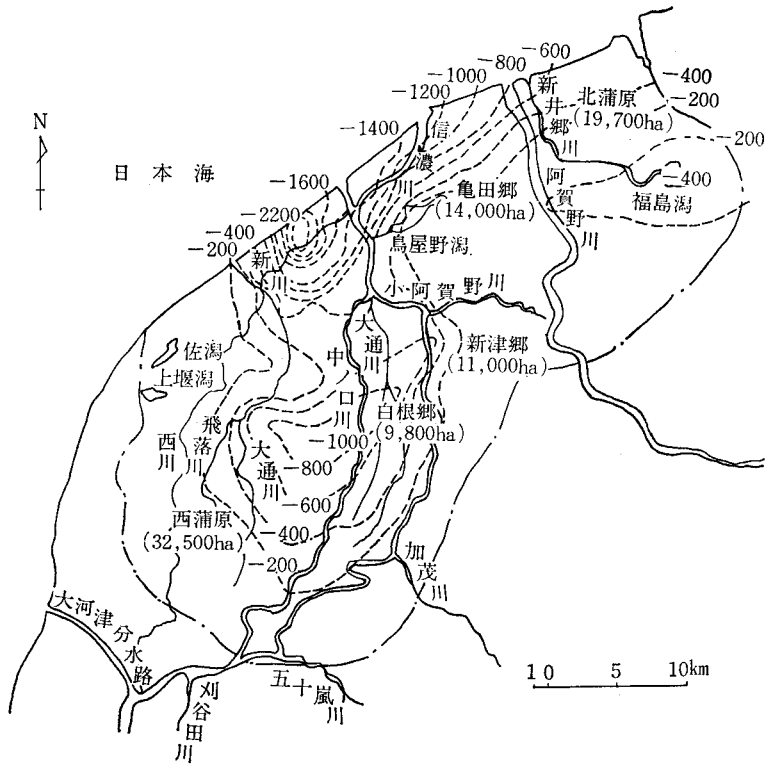 N
日本海
-600
-800
-1000
-1200
-1400
-1600
-2200
-400
-200
-400
-200
-200
-400
新井郷川
北蒲原
(19,700ha)
信濃川
亀田郷
(14,000ha)
阿賀野川
福島潟
鳥屋野潟
新川
小阿賀野川
大通川
中口川
新津郷
(11,000ha)
佐潟
上堰潟
白根郷
(9,800ha)
飛落川
西川
大通川
-1000
-800
-600
-400
-200
西蒲原
(32,500ha)
加茂川
大河津分水路
刈谷田川
五十嵐川
1 0 5 10km